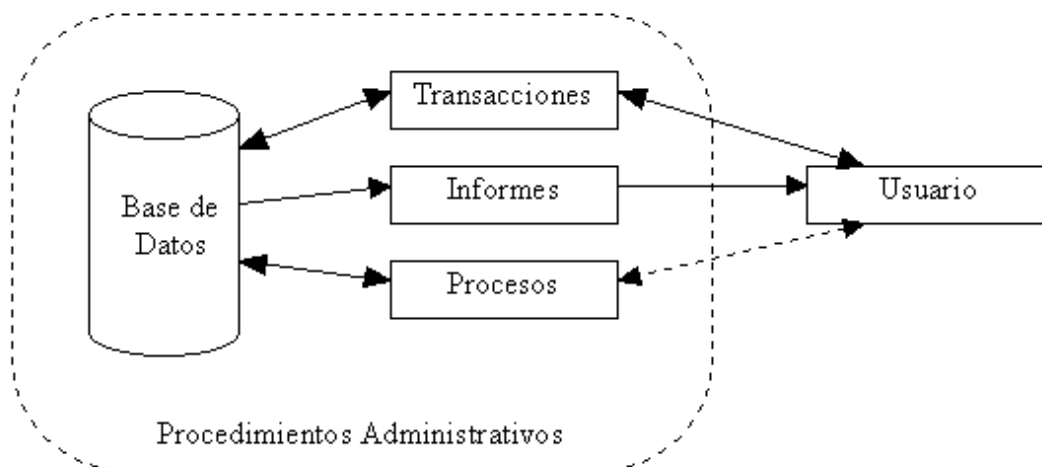 Transacciones
Informes
Base de
Datos
Usuario
Procesos
Procedimientos Administrativos